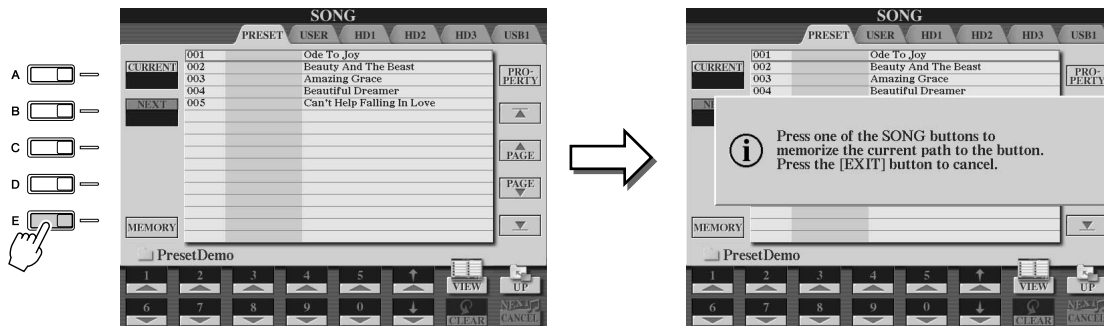 SONG
PRESET USER HD1 HD2 HD3 USB1
A
B
C
D
E
CURRENT
NEXT
MEMORY
001 Ode To Joy
002 Beauty And The Beast
003 Amazing Grace
004 Beautiful Dreamer
005 Can't Help Falling In Love
PRO-
PERTY
PAGE
PAGE
PresetDemo
1 2 3 4 5 VIEW UP
6 7 8 9 0 CLEAR CANCEL
SONG
PRESET USER HD1 HD2 HD3 USB1
CURRENT
001 Ode To Joy
002 Beauty And The Beast
003 Amazing Grace
004 Beautiful Dreamer
PRO-
PERTY
i
Press one of the SONG buttons to
memorize the current path to the button.
Press the [EXIT] button to cancel.
MEMORY
PresetDemo
1 2 3 4 5 VIEW UP
6 7 8 9 0 CLEAR CANCEL